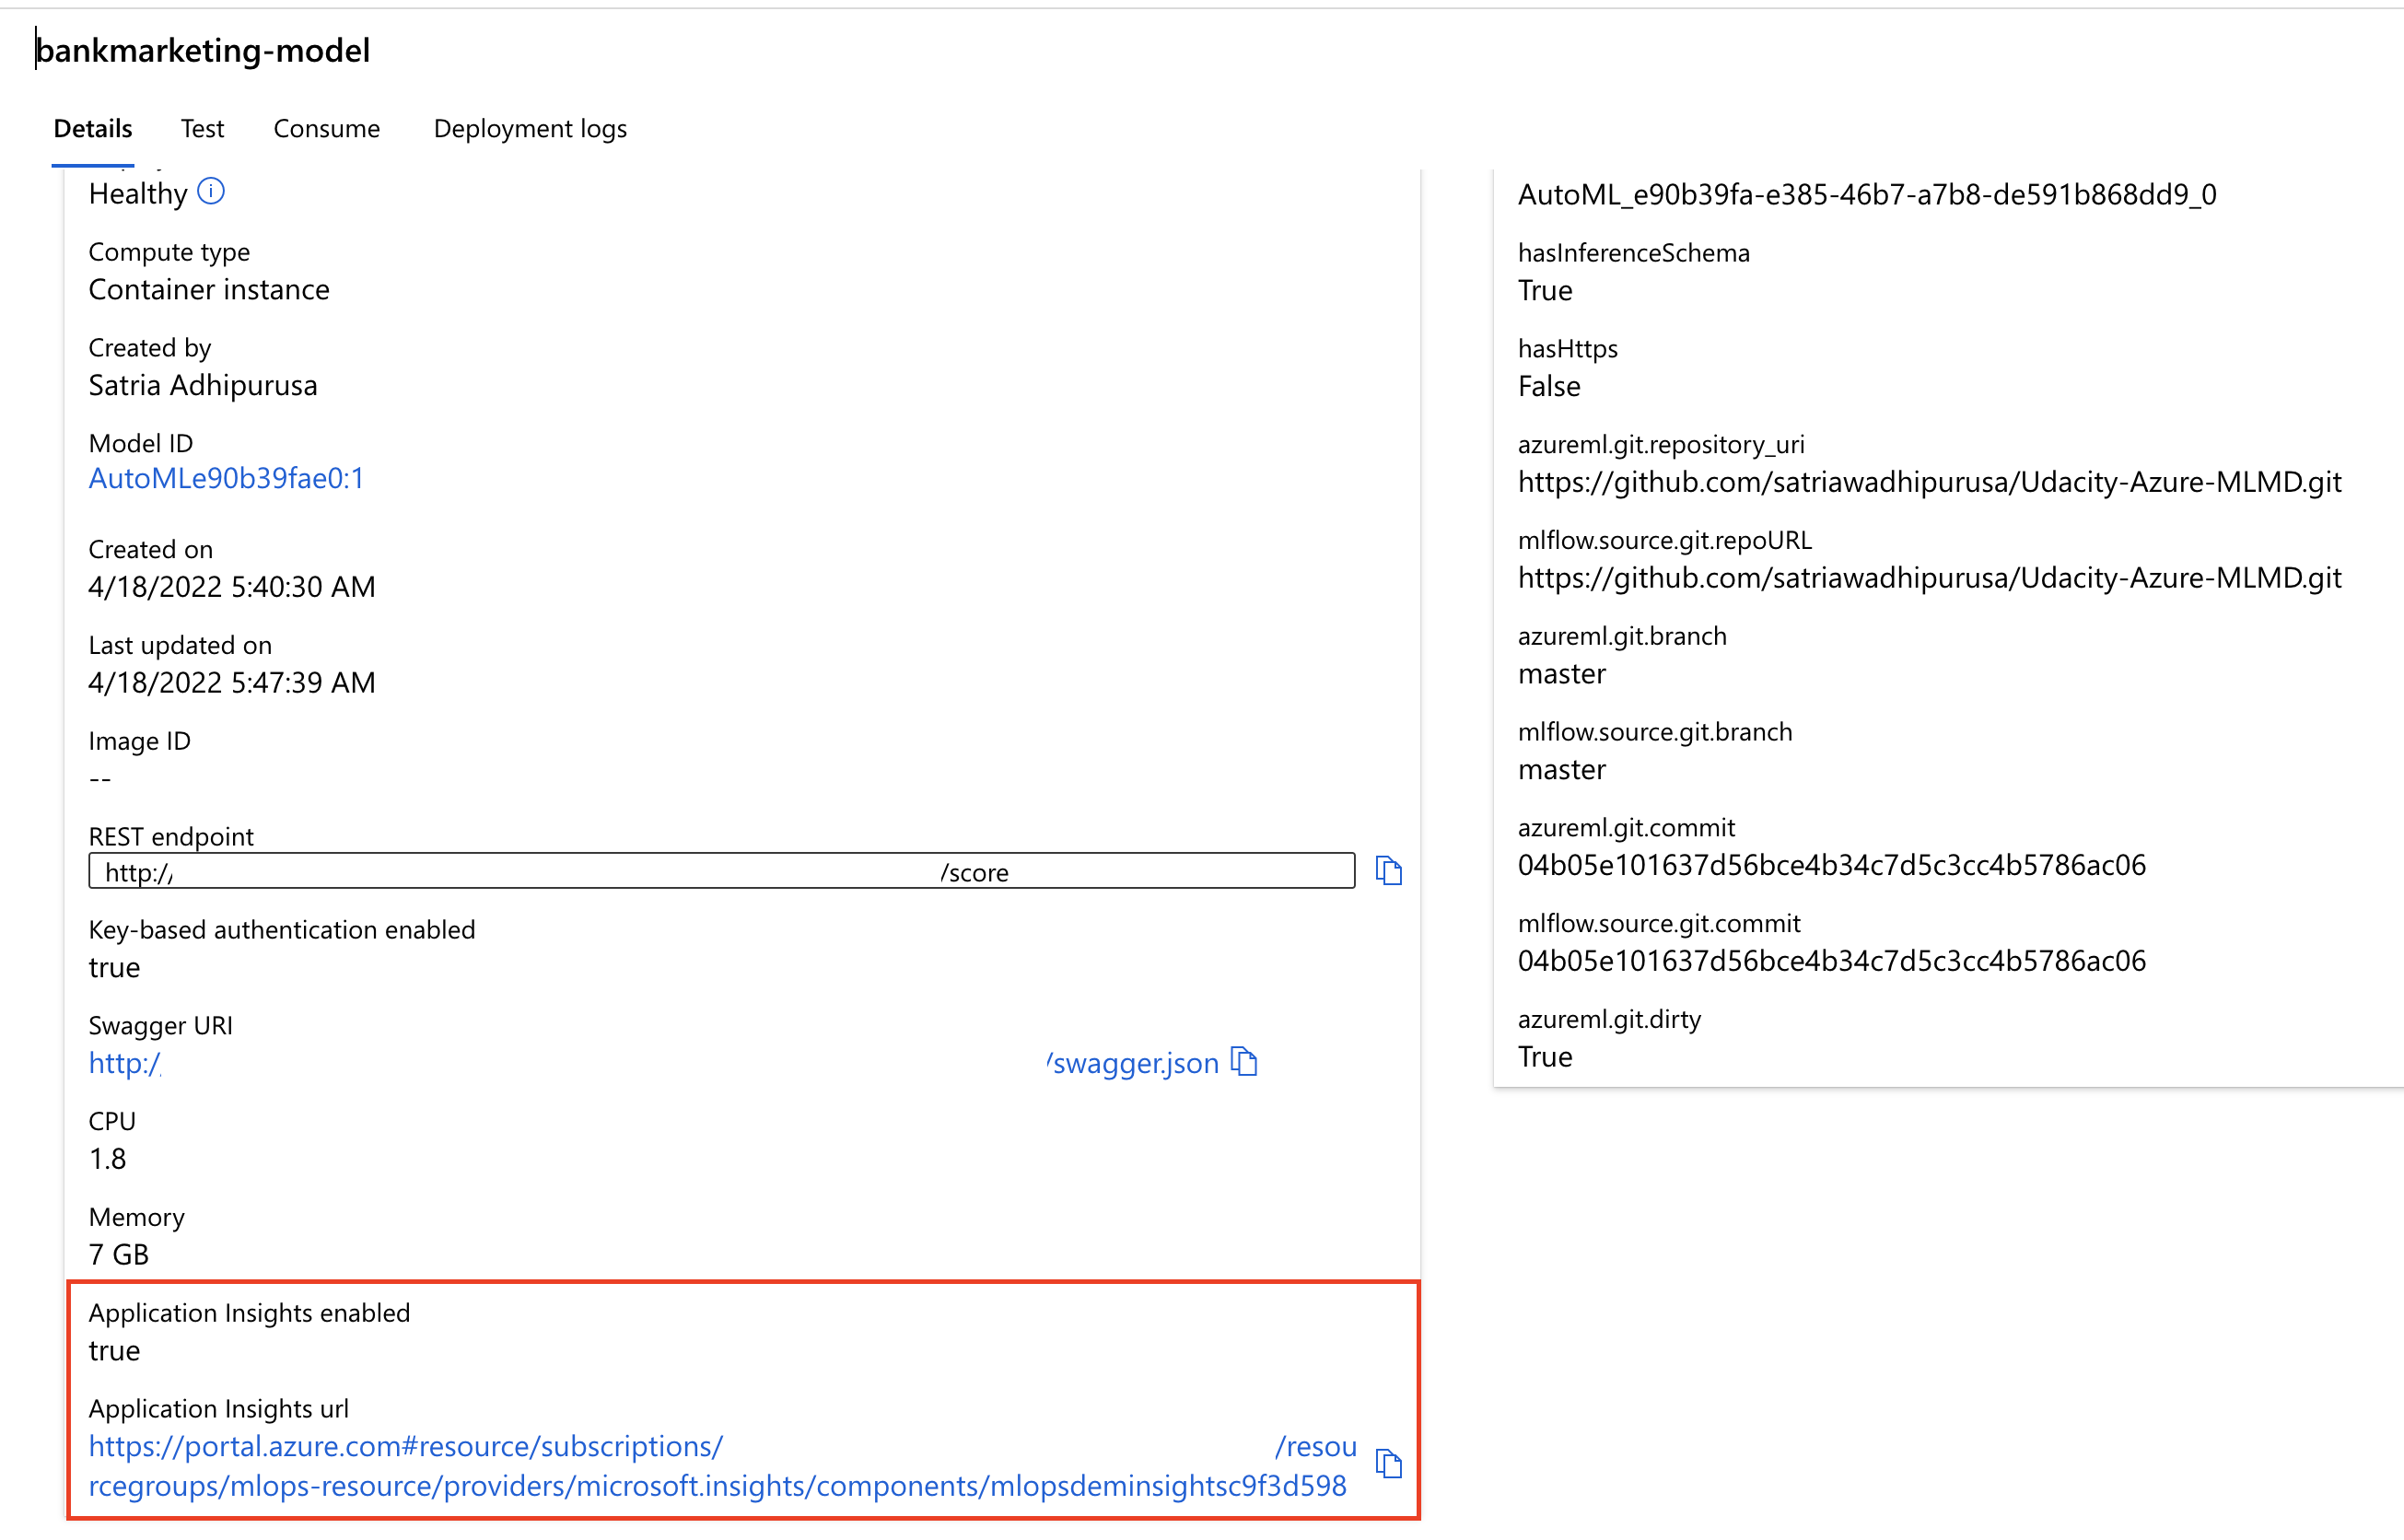 bankmarketing-model
Details Test Consume Deployment logs
Healthy
Compute type
Container instance
Created by
Satria Adhipurusa
Model ID
AutoMLe90b39fae0:1
Created on
4/18/2022 5:40:30 AM
Last updated on
4/18/2022 5:47:39 AM
Image ID
--
REST endpoint
http:// /score
Key-based authentication enabled
true
Swagger URI
http:/ /swagger.json
CPU
1.8
Memory
7 GB
Application Insights enabled
true
Application Insights url
https://portal.azure.com#resource/subscriptions/ /resou
rcegroups/mlops-resource/providers/microsoft.insights/components/mlopsdeminsightsc9f3d598
AutoML_e90b39fa-e385-46b7-a7b8-de591b868dd9_0
hasInferenceSchema
True
hasHttps
False
azureml.git.repository_uri
https://github.com/satriawadhipurusa/Udacity-Azure-MLMD.git
mlflow.source.git.repoURL
https://github.com/satriawadhipurusa/Udacity-Azure-MLMD.git
azureml.git.branch
master
mlflow.source.git.branch
master
azureml.git.commit
04b05e101637d56bce4b34c7d5c3cc4b5786ac06
mlflow.source.git.commit
04b05e101637d56bce4b34c7d5c3cc4b5786ac06
azureml.git.dirty
True